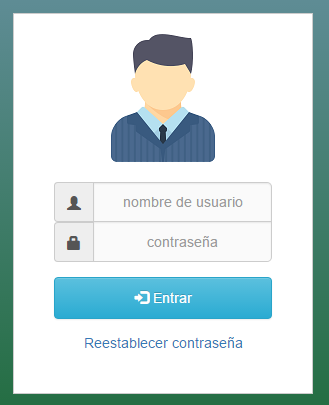 nombre de usuario
contraseña
Entrar
Reestablecer contraseña